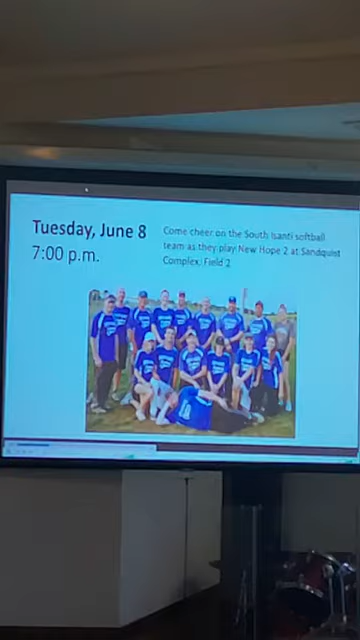 Tuesday, June 8
7:00 p.m.
Come cheer on the South Isanti softball
team as they play New Hope 2 at Sandquist
Complex: Field 2